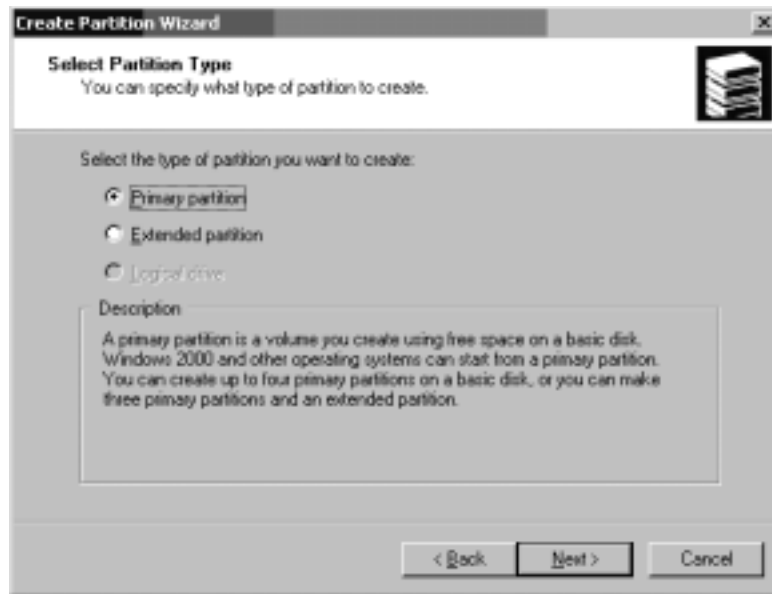 Create Partition Wizard
Select Partition Type
You can specify what type of partition to create.
Select the type of partition you want to create:
Primary partition
Extended partition
Logical drive
Description
A primary partition is a volume you create using free space on a basic disk.
Windows 2000 and other operating systems can start from a primary partition.
You can create up to four primary partitions on a basic disk, or you can make
three primary partitions and an extended partition.
< Back Next > Cancel